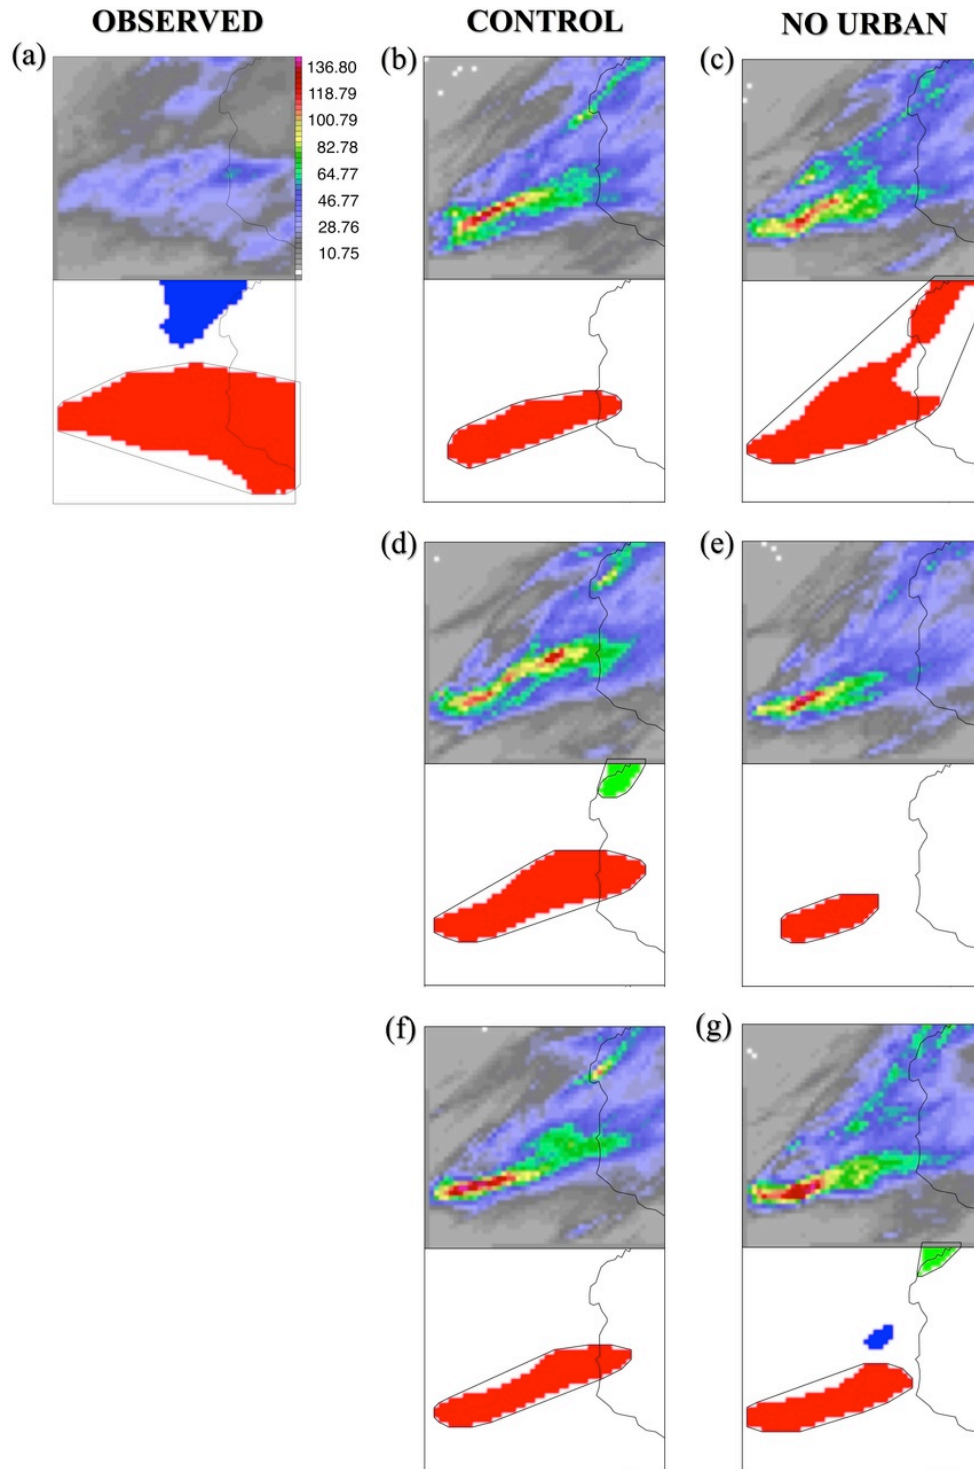 OBSERVED
CONTROL
NO URBAN
(a)
(b)
(c)
136.80
118.79
100.79
82.78
64.77
46.77
28.76
10.75
(d)
(e)
(f)
(g)